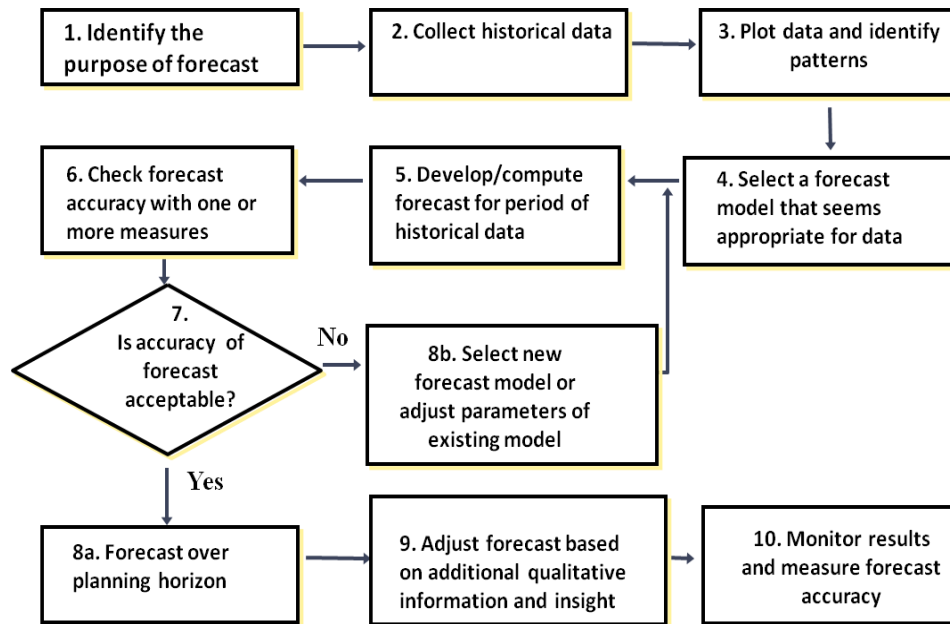 1. Identify the
purpose of forecast
2. Collect historical data
3. Plot data and identify
patterns
4. Select a forecast
model that seems
appropriate for data
5. Develop/compute
forecast for period of
historical data
6. Check forecast
accuracy with one or
more measures
7.
Is accuracy of
forecast
acceptable?
No
8b. Select new
forecast model or
adjust parameters of
existing model
Yes
8a. Forecast over
planning horizon
9. Adjust forecast based
on additional qualitative
information and insight
10. Monitor results
and measure forecast
accuracy